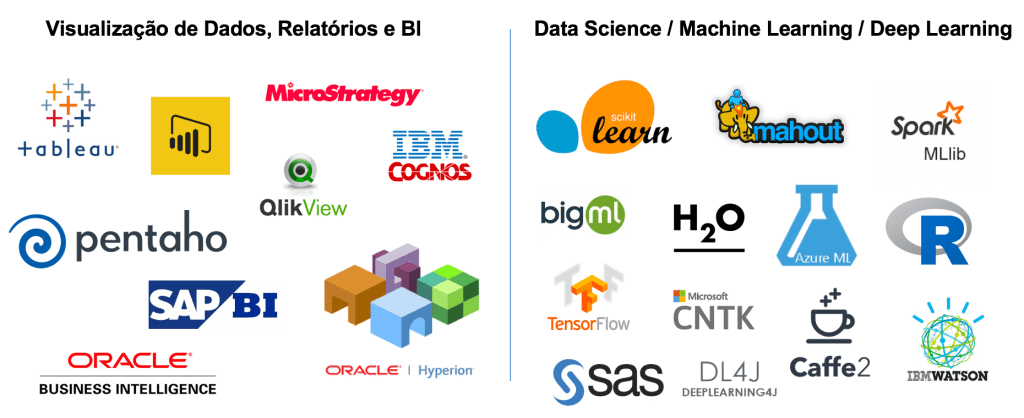 Visualização de Dados, Relatórios e BI
+ab|eau
MicroStrategy
IBM
COGNOS
QlikView
pentaho
SAP BI
ORACLE
BUSINESS INTELLIGENCE
ORACLE | Hyperion
Data Science / Machine Learning / Deep Learning
scikit
learn
mahout
Spark
MLlib
bigml
H2O
Azure ML
R
TensorFlow
Microsoft
CNTK
Caffe2
IBMWATSON
sas
DL4J
DEEPLEARNING4J